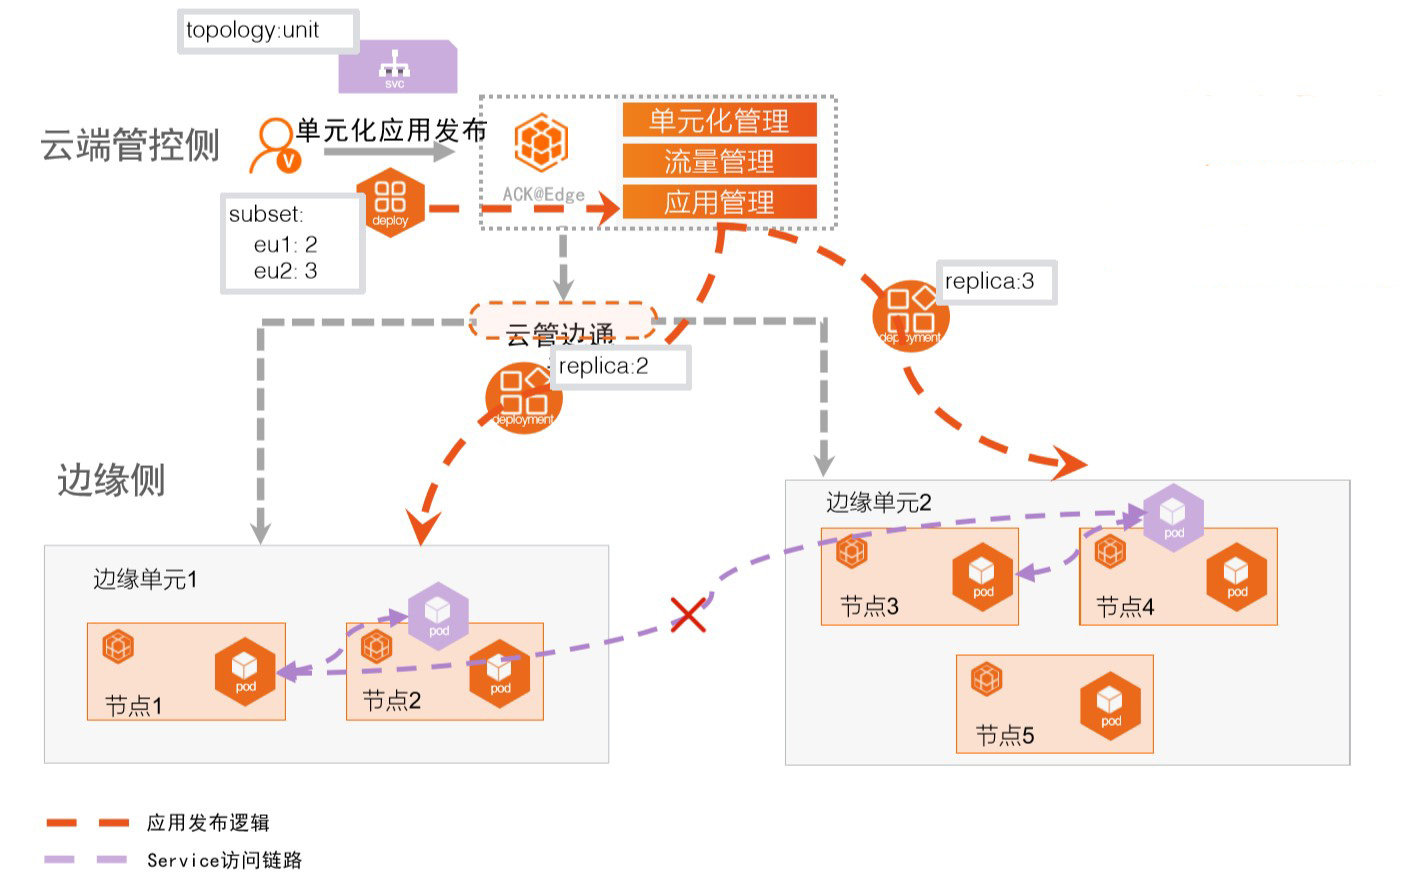 topology:unit
svc
云端管控侧
单元化应用发布
V
deploy
subset:
eu1: 2
eu2: 3
ACK@Edge
单元化管理
流量管理
应用管理
云管边通
replica:2
deployment
replica:3
deployment
边缘侧
边缘单元1
节点1
pod
pod
节点2
pod
边缘单元2
节点3
pod
pod
节点4
pod
节点5
pod
应用发布逻辑
Service访问链路